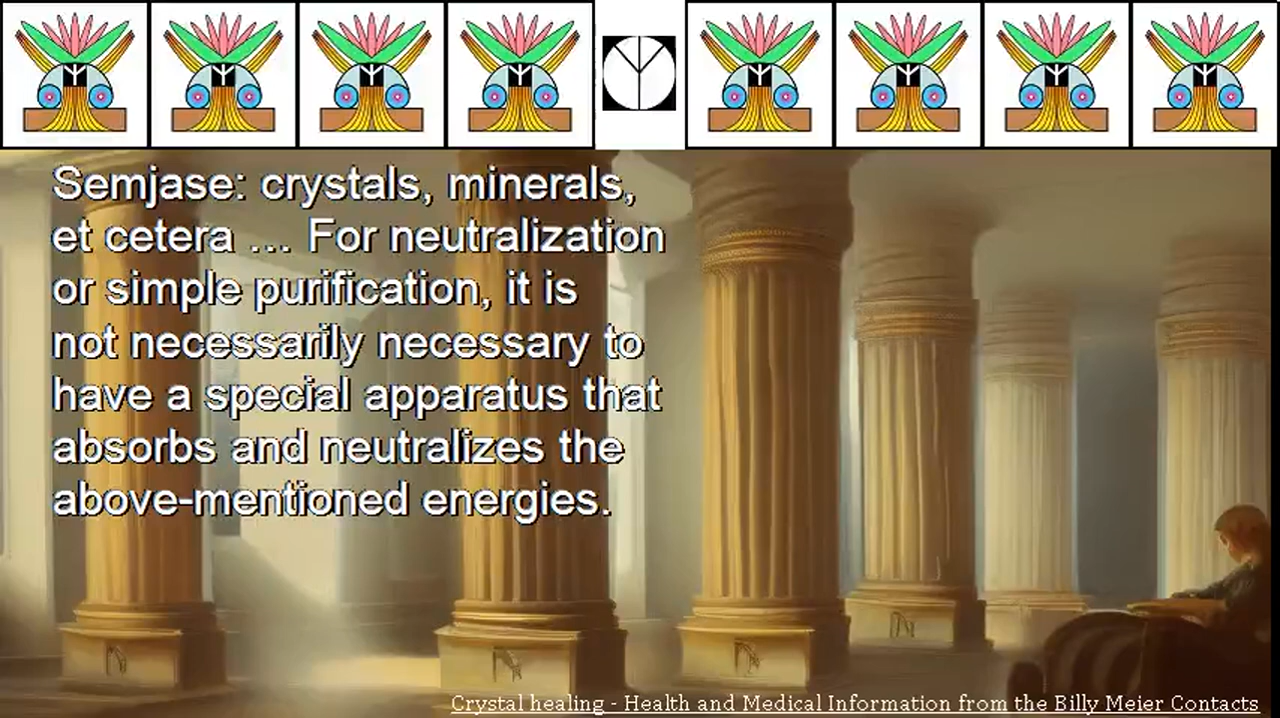 Semjase: crystals, minerals,
et cetera ... For neutralization
or simple purification, it is
not necessarily necessary to
have a special apparatus that
absorbs and neutralizes the
above-mentioned energies.
Crystal healing - Health and Medical Information from the Billy Meier Contacts